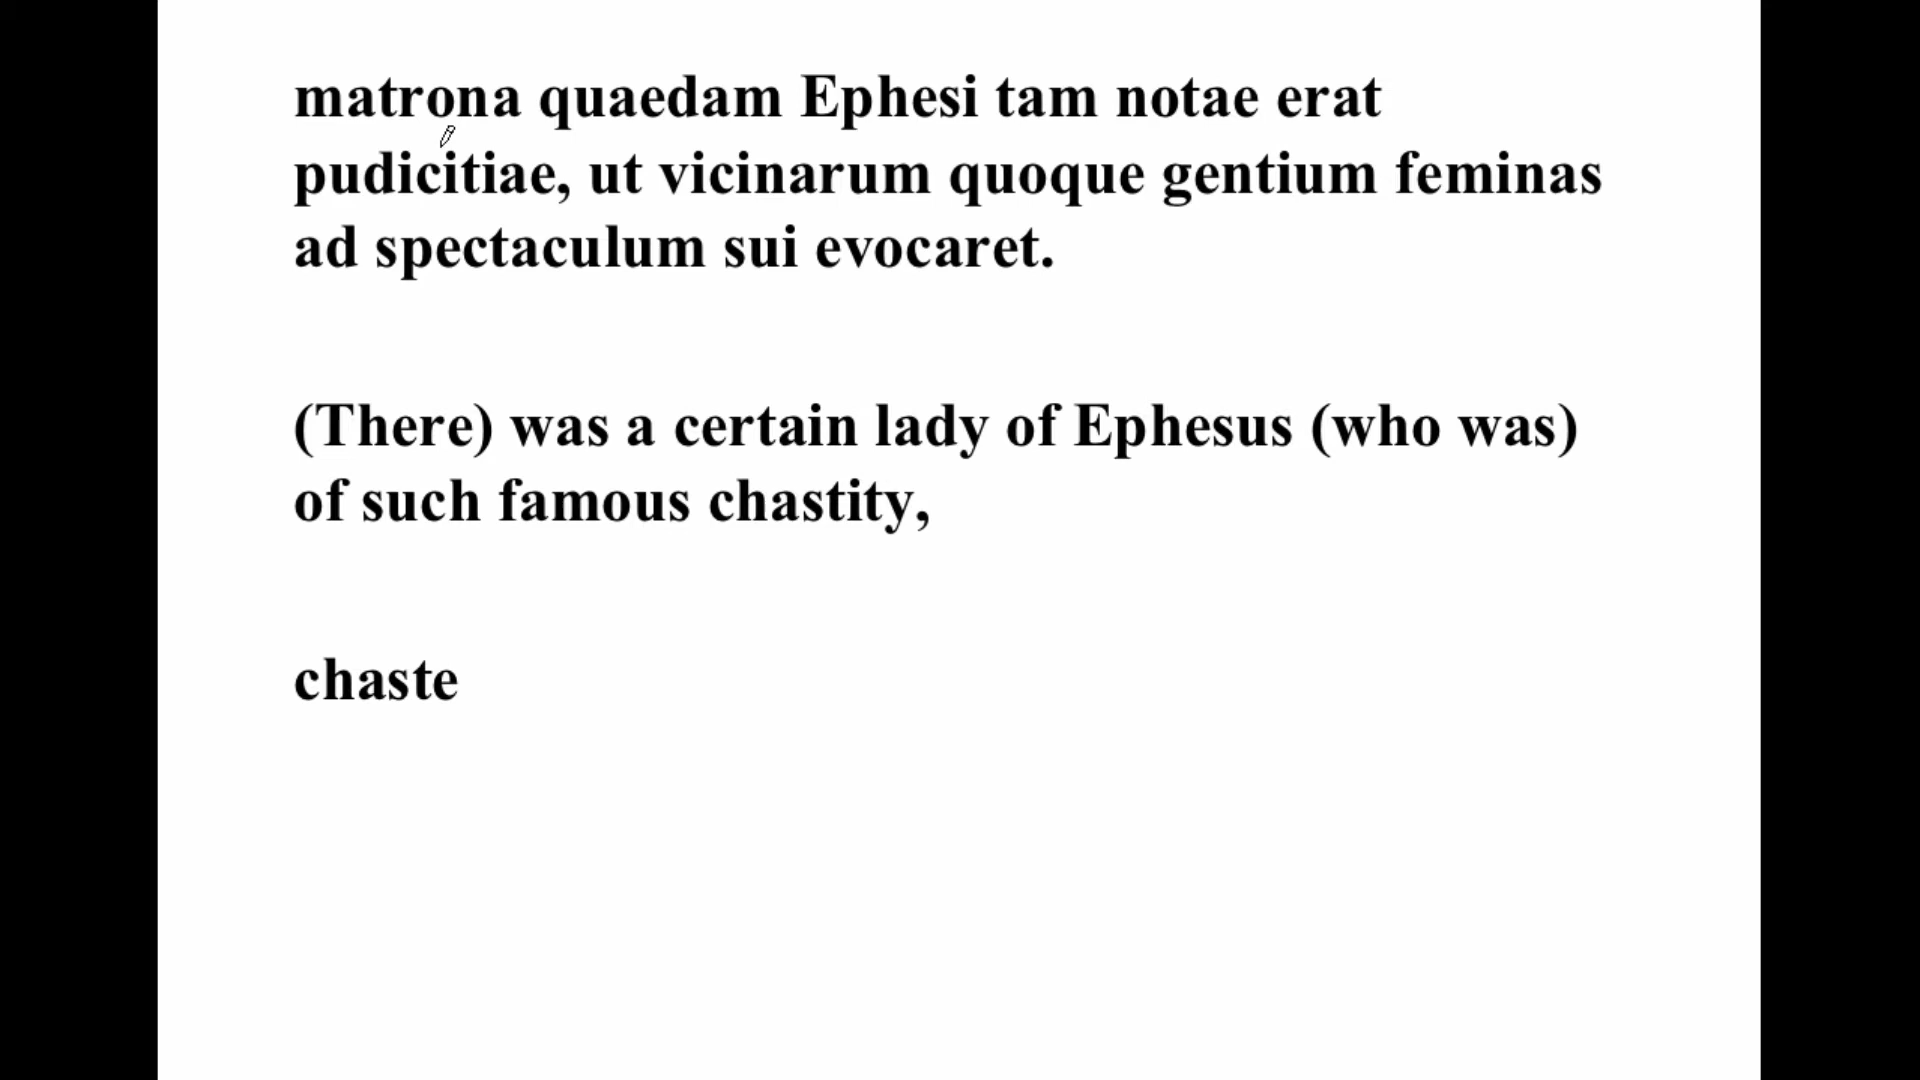 matrona quaedam Ephesi tam notae erat
pudicitiae, ut vicinarum quoque gentium feminas
ad spectaculum sui evocaret.
(There) was a certain lady of Ephesus (who was)
of such famous chastity,
chaste